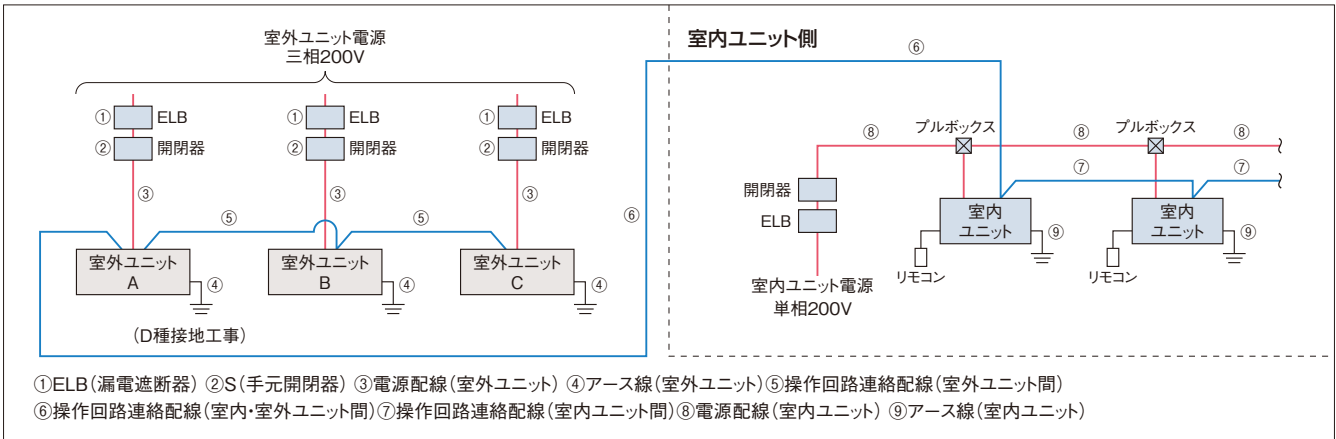 室外ユニット電源
三相200V
① ELB ① ELB ① ELB
② 開閉器 ② 開閉器 ② 開閉器
③ ③ ③
⑤ ⑤
室外ユニット
A
④
室外ユニット
B
④
室外ユニット
C
④
(D種接地工事)
⑥
室内ユニット側
⑥
⑧ プルボックス ⑧ プルボックス ⑧
⑦ ⑦
開閉器
ELB
室内ユニット電源
単相200V
室内
ユニット
⑨
リモコン
室内
ユニット
⑨
リモコン
①ELB(漏電遮断器) ②S(手元開閉器) ③電源配線(室外ユニット) ④アース線(室外ユニット)⑤操作回路連絡配線(室外ユニット間)
⑥操作回路連絡配線(室内・室外ユニット間)⑦操作回路連絡配線(室内ユニット間)⑧電源配線(室内ユニット) ⑨アース線(室内ユニット)